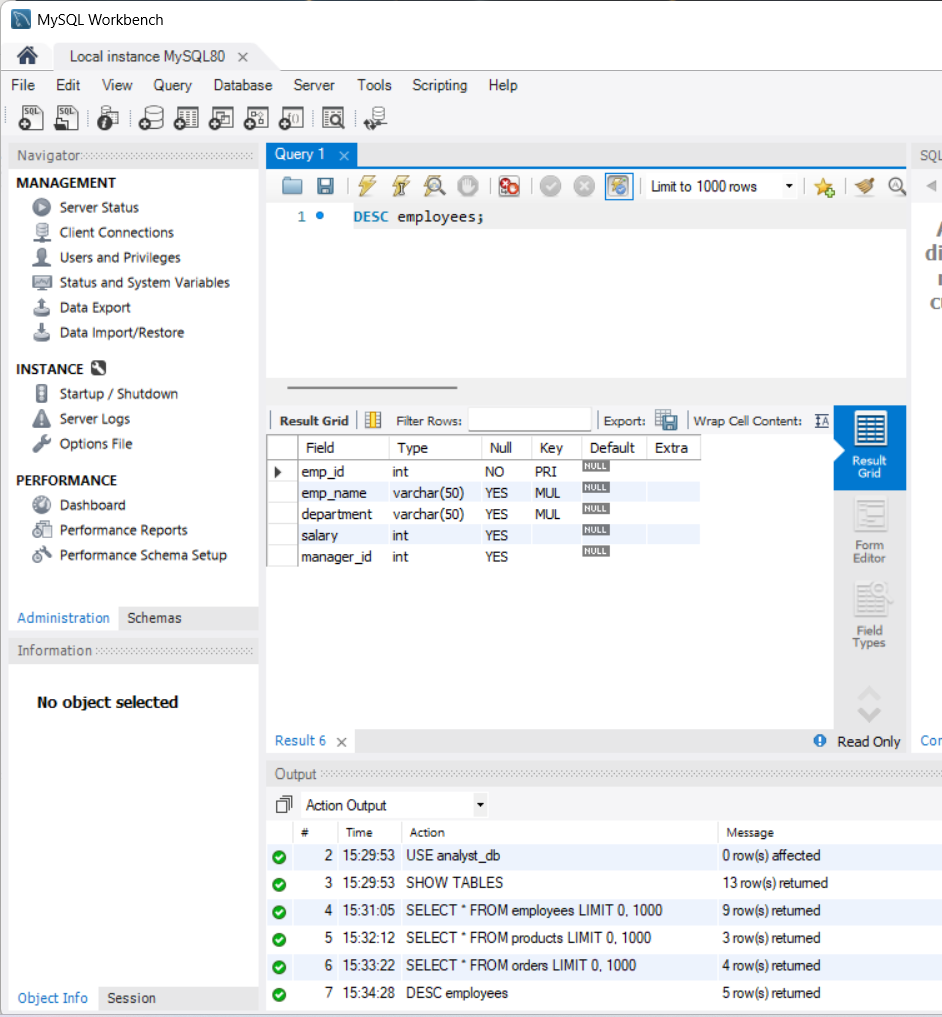 MySQL Workbench
Local instance MySQL80
File Edit View Query Database Server Tools Scripting Help
Navigator
MANAGEMENT
Server Status
Client Connections
Users and Privileges
Status and System Variables
Data Export
Data Import/Restore
INSTANCE
Startup / Shutdown
Server Logs
Options File
PERFORMANCE
Dashboard
Performance Reports
Performance Schema Setup
Administration Schemas
Information
No object selected
Object Info Session
Query 1
Limit to 1000 rows
1 DESC employees;
Result Grid Filter Rows: Export: Wrap Cell Content:
Field Type Null Key Default Extra
emp_id int NO PRI NULL
emp_name varchar(50) YES MUL NULL
department varchar(50) YES MUL NULL
salary int YES NULL
manager_id int YES NULL
Result Grid
Form Editor
Field Types
Result 6 Read Only
Output
Action Output
# Time Action Message
2 15:29:53 USE analyst_db 0 row(s) affected
3 15:29:53 SHOW TABLES 13 row(s) returned
4 15:31:05 SELECT * FROM employees LIMIT 0, 1000 9 row(s) returned
5 15:32:12 SELECT * FROM products LIMIT 0, 1000 3 row(s) returned
6 15:33:22 SELECT * FROM orders LIMIT 0, 1000 4 row(s) returned
7 15:34:28 DESC employees 5 row(s) returned